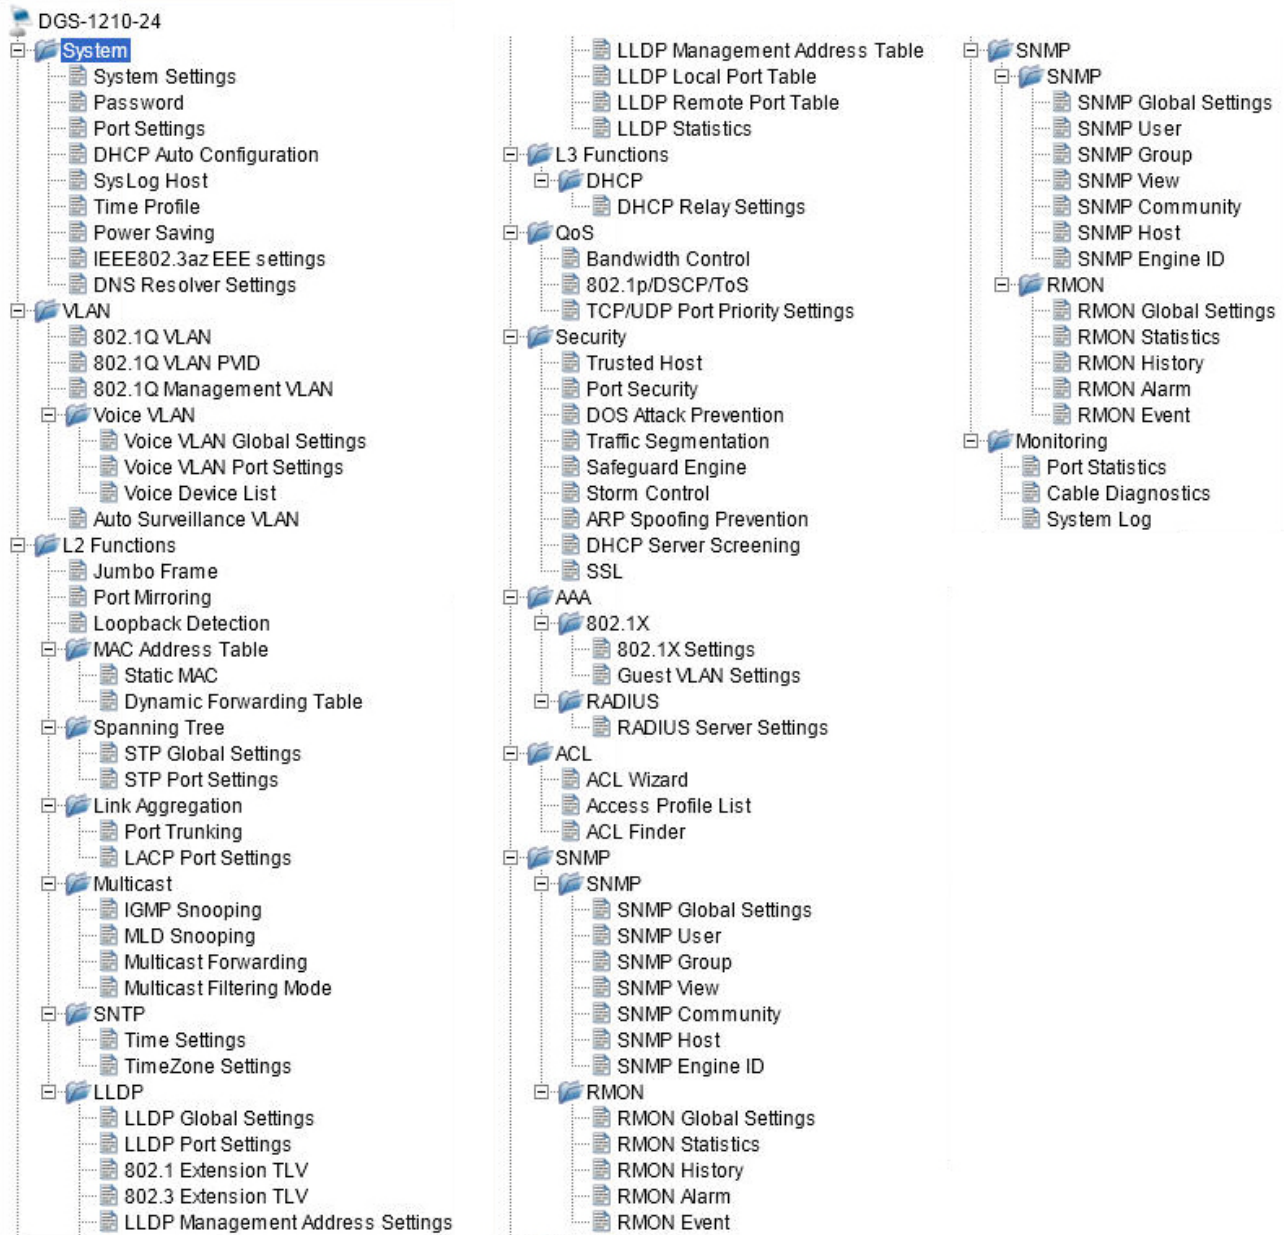 DGS-1210-24
System
System Settings
Password
Port Settings
DHCP Auto Configuration
SysLog Host
Time Profile
Power Saving
IEEE802.3az EEE settings
DNS Resolver Settings
VLAN
802.1Q VLAN
802.1Q VLAN PVID
802.1Q Management VLAN
Voice VLAN
Voice VLAN Global Settings
Voice VLAN Port Settings
Voice Device List
Auto Surveillance VLAN
L2 Functions
Jumbo Frame
Port Mirroring
Loopback Detection
MAC Address Table
Static MAC
Dynamic Forwarding Table
Spanning Tree
STP Global Settings
STP Port Settings
Link Aggregation
Port Trunking
LACP Port Settings
Multicast
IGMP Snooping
MLD Snooping
Multicast Forwarding
Multicast Filtering Mode
SNTP
Time Settings
TimeZone Settings
LLDP
LLDP Global Settings
LLDP Port Settings
802.1 Extension TLV
802.3 Extension TLV
LLDP Management Address Settings
LLDP Management Address Table
LLDP Local Port Table
LLDP Remote Port Table
LLDP Statistics
L3 Functions
DHCP
DHCP Relay Settings
QoS
Bandwidth Control
802.1p/DSCP/ToS
TCP/UDP Port Priority Settings
Security
Trusted Host
Port Security
DOS Attack Prevention
Traffic Segmentation
Safeguard Engine
Storm Control
ARP Spoofing Prevention
DHCP Server Screening
SSL
AAA
802.1X
802.1X Settings
Guest VLAN Settings
RADIUS
RADIUS Server Settings
ACL
ACL Wizard
Access Profile List
ACL Finder
SNMP
SNMP
SNMP Global Settings
SNMP User
SNMP Group
SNMP View
SNMP Community
SNMP Host
SNMP Engine ID
RMON
RMON Global Settings
RMON Statistics
RMON History
RMON Alarm
RMON Event
SNMP
SNMP
SNMP Global Settings
SNMP User
SNMP Group
SNMP View
SNMP Community
SNMP Host
SNMP Engine ID
RMON
RMON Global Settings
RMON Statistics
RMON History
RMON Alarm
RMON Event
Monitoring
Port Statistics
Cable Diagnostics
System Log